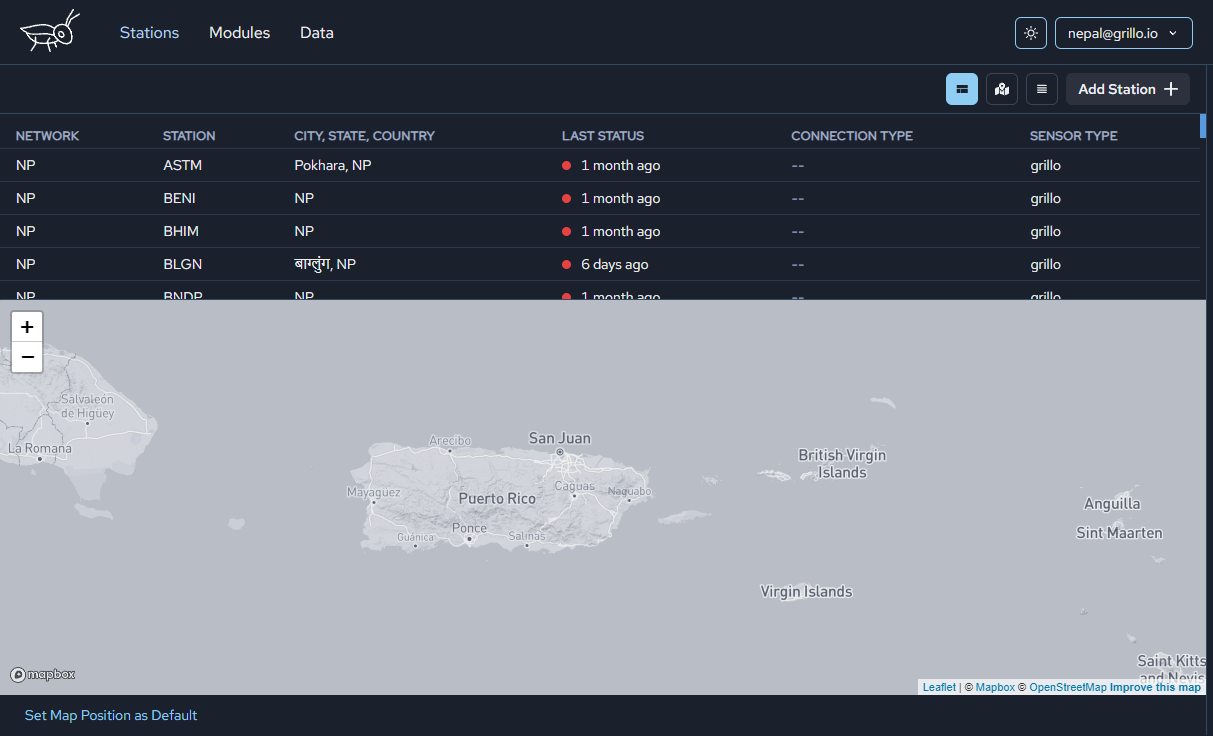 Stations Modules Data nepal@grillo.io
Add Station
NETWORK STATION CITY, STATE, COUNTRY LAST STATUS CONNECTION TYPE SENSOR TYPE
NP ASTM Pokhara, NP 1 month ago -- grillo
NP BENI NP 1 month ago -- grillo
NP BHIM NP 1 month ago -- grillo
NP BLGN बाग्लुंग, NP 6 days ago -- grillo
NP BNDP NP 1 month ago -- grillo
+
−
Salvaleón
de Higüey
La Romana
Arecibo
San Juan
British Virgin
Islands
Mayaguez
Puerto Rico
Caguas
Naguabo
Anguilla
Guánica
Ponce
Salinas
Sint Maarten
Virgin Islands
Saint Kitts
and Nevis
mapbox
Leaflet | © Mapbox © OpenStreetMap Improve this map
Set Map Position as Default